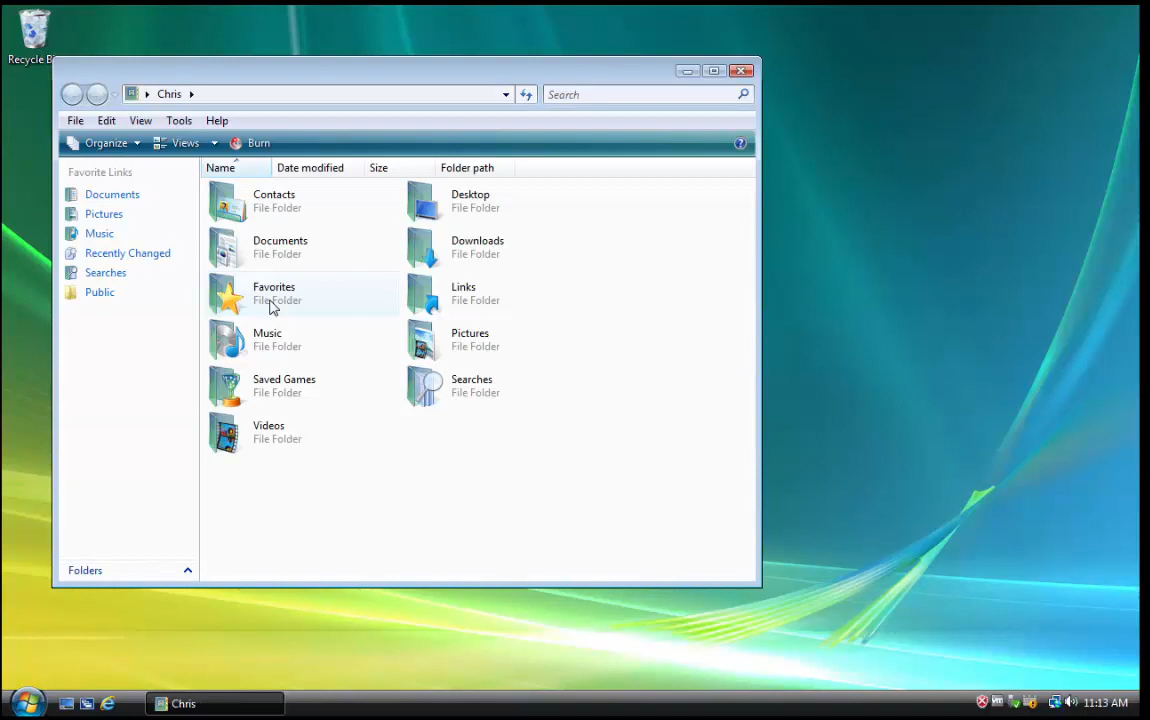 Recycle Bi
Chris
Search
File Edit View Tools Help
Organize Views Burn
Favorite Links
Documents
Pictures
Music
Recently Changed
Searches
Public
Folders
Name Date modified Size Folder path
Contacts
File Folder
Desktop
File Folder
Documents
File Folder
Downloads
File Folder
Favorites
File Folder
Links
File Folder
Music
File Folder
Pictures
File Folder
Saved Games
File Folder
Searches
File Folder
Videos
File Folder
Chris
11:13 AM